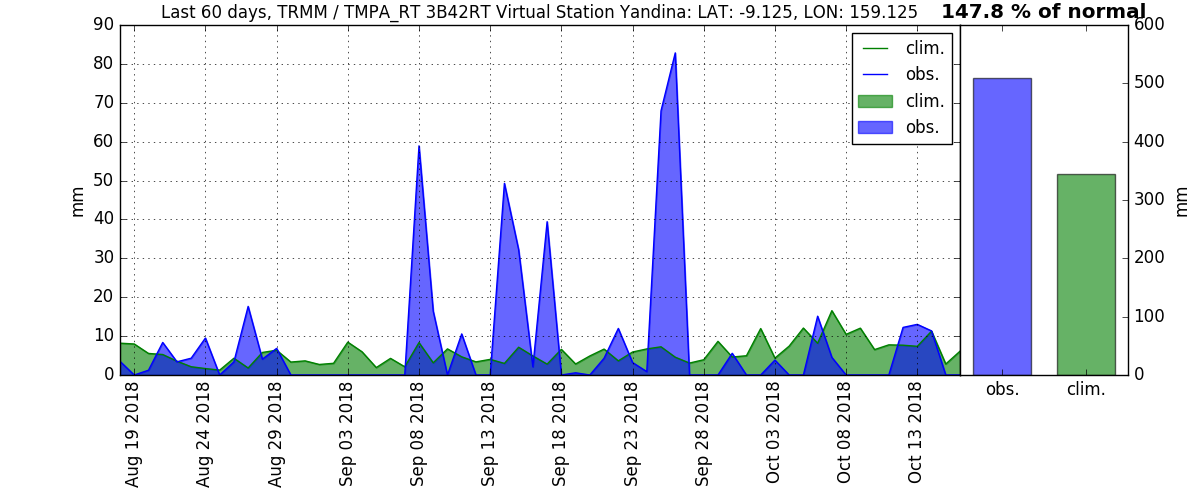 Last 60 days, TRMM / TMPA_RT 3B42RT Virtual Station Yandina: LAT: -9.125, LON: 159.125
147.8 % of normal
90
80
70
60
50
40
30
20
10
0
mm
clim.
obs.
clim.
obs.
Aug 19 2018
Aug 24 2018
Aug 29 2018
Sep 03 2018
Sep 08 2018
Sep 13 2018
Sep 18 2018
Sep 23 2018
Sep 28 2018
Oct 03 2018
Oct 08 2018
Oct 13 2018
600
500
400
300
200
100
0
mm
obs.
clim.